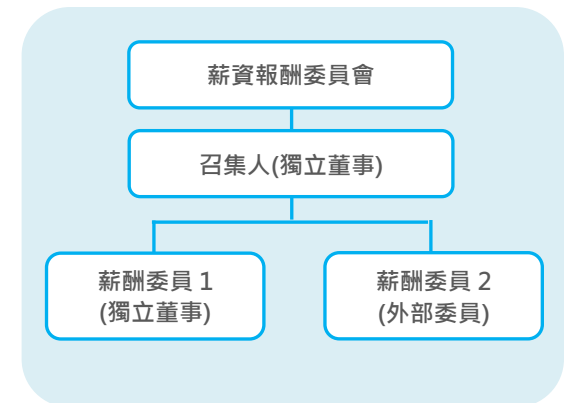 薪資報酬委員會
召集人(獨立董事)
薪酬委員 1
(獨立董事)
薪酬委員 2
(外部委員)